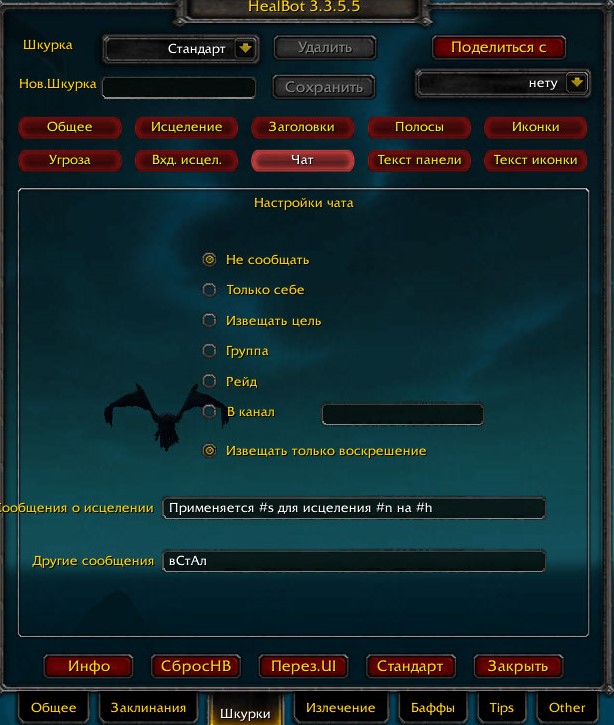 HealBot 3.3.5.5
Шкурка Стандарт Удалить Поделиться с
Нов.Шкурка Сохранить нету
Общее Исцеление Заголовки Полосы Иконки
Угроза Вхд. исцел. Чат Текст панели Текст иконки
Настройки чата
Не сообщать
Только себе
Извещать цель
Группа
Рейд
В канал
Извещать только воскрешение
Сообщения о исцелении Применяется #s для исцеления #n на #h
Другие сообщения вСтАл
Инфо СбросHB Перез.UI Стандарт Закрыть
Общее Заклинания Шкурки Излечение Баффы Tips Other